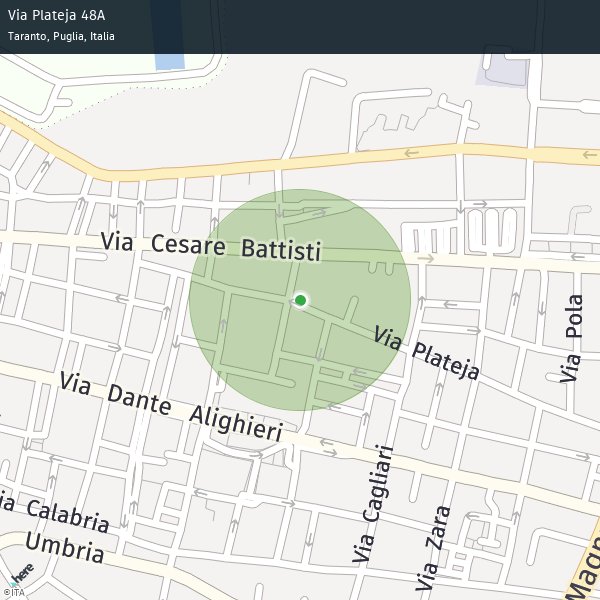 Via Plateja 48A
Taranto, Puglia, Italia
Via Cesare Battisti
Via Plateja
Via Pola
Via Dante Alighieri
Via Cagliari
Via Zara
ia Calabria
Umbria
Magn
here
©ITA